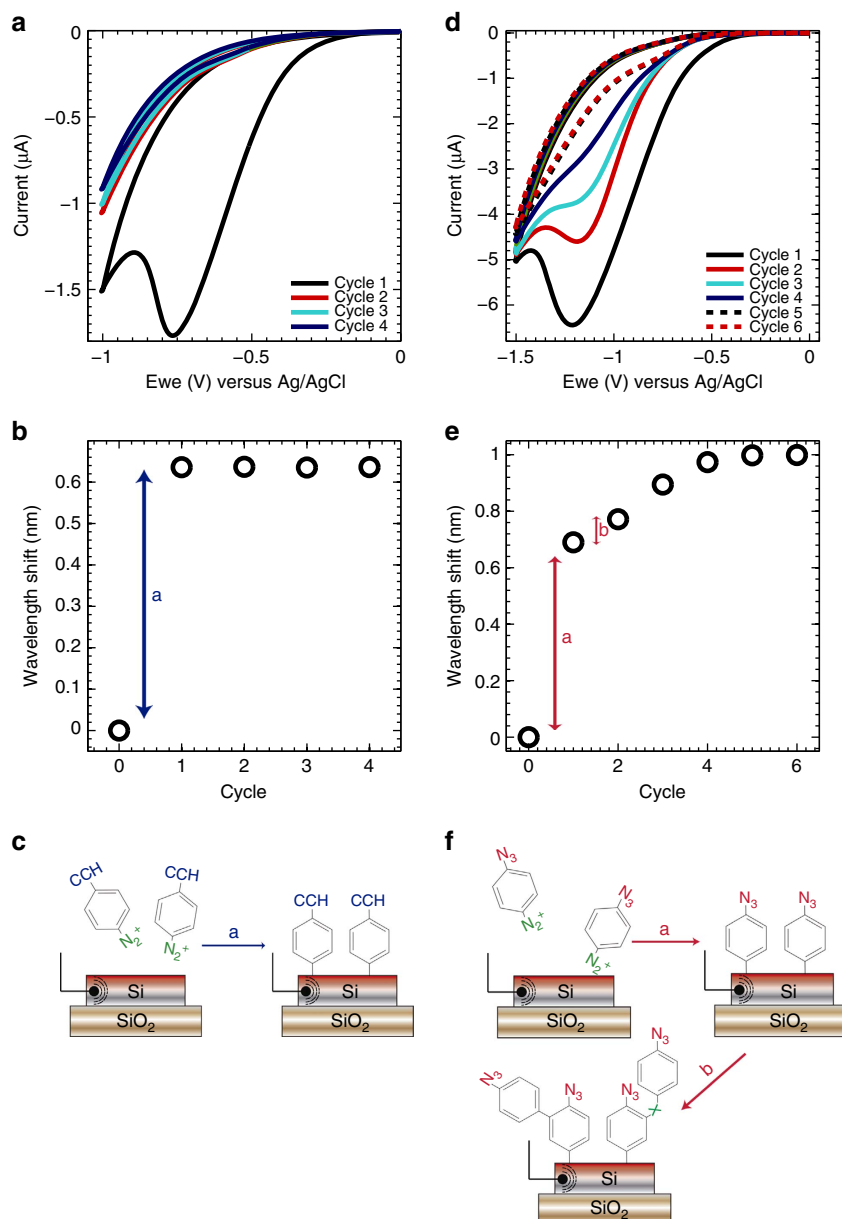 a
0
−0.5
−1
−1.5
Current (µA)
Cycle 1
Cycle 2
Cycle 3
Cycle 4
−1
−0.5
0
Ewe (V) versus Ag/AgCl
d
0
−1
−2
−3
−4
−5
−6
Current (µA)
Cycle 1
Cycle 2
Cycle 3
Cycle 4
Cycle 5
Cycle 6
−1.5
−1
−0.5
0
Ewe (V) versus Ag/AgCl
b
0.6
0.5
0.4
0.3
0.2
0.1
0
Wavelength shift (nm)
a
0
1
2
3
4
Cycle
e
1
0.8
0.6
0.4
0.2
0
Wavelength shift (nm)
b
a
0
2
4
6
Cycle
c
CCH
CCH
N2+
N2+
a
CCH
CCH
Si
SiO2
Si
SiO2
f
N3
N3
N2+
N2+
a
N3
N3
Si
SiO2
Si
SiO2
b
N3
N3
N3
N3
X
Si
SiO2